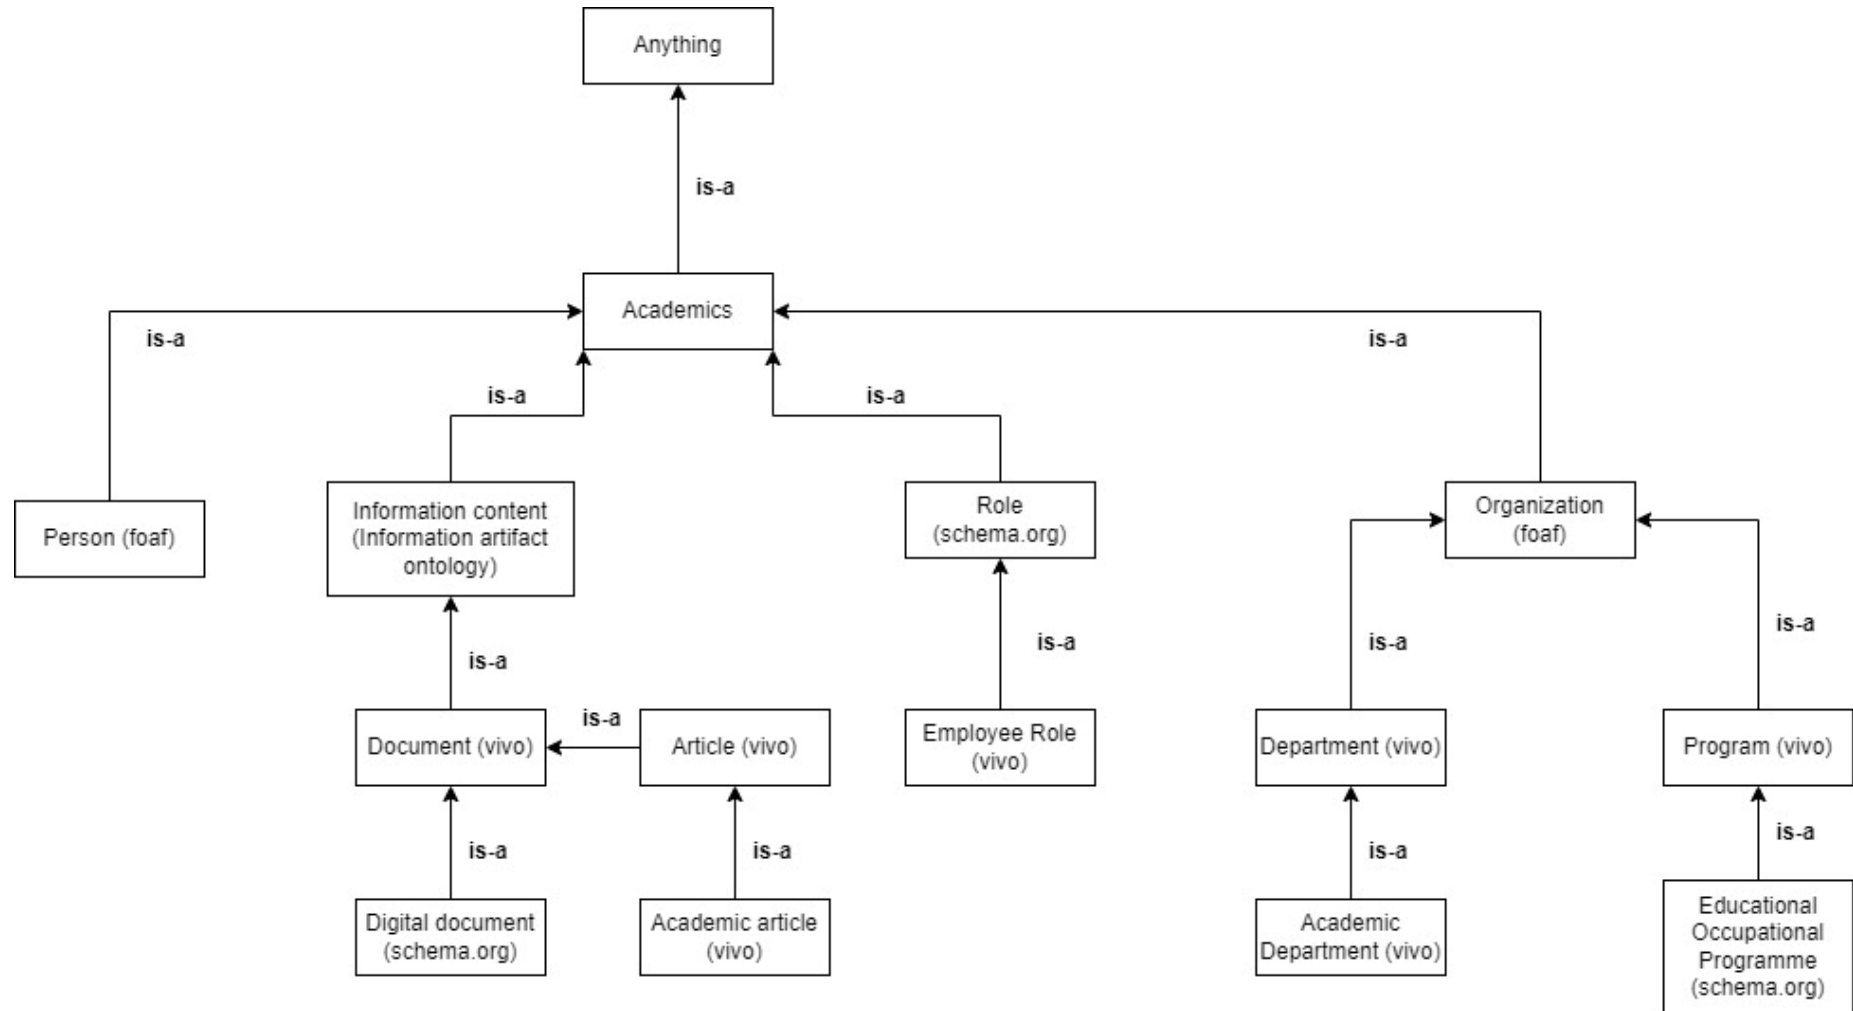 Anything
is-a
Academics
is-a
is-a
is-a
is-a
Person (foaf)
Information content
(Information artifact
ontology)
Role
(schema.org)
Organization
(foaf)
is-a
is-a
is-a
is-a
Document (vivo)
is-a
Article (vivo)
Employee Role
(vivo)
Department (vivo)
Program (vivo)
is-a
is-a
is-a
is-a
Digital document
(schema.org)
Academic article
(vivo)
Academic
Department (vivo)
Educational
Occupational
Programme
(schema.org)